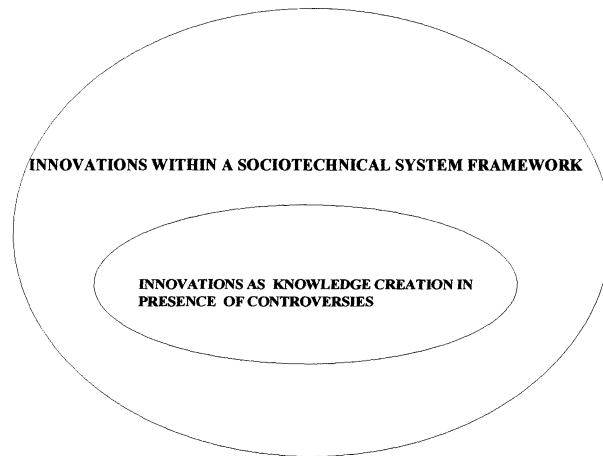 INNOVATIONS WITHIN A SOCIOTECHNICAL SYSTEM FRAMEWORK
INNOVATIONS AS KNOWLEDGE CREATION IN
PRESENCE OF CONTROVERSIES